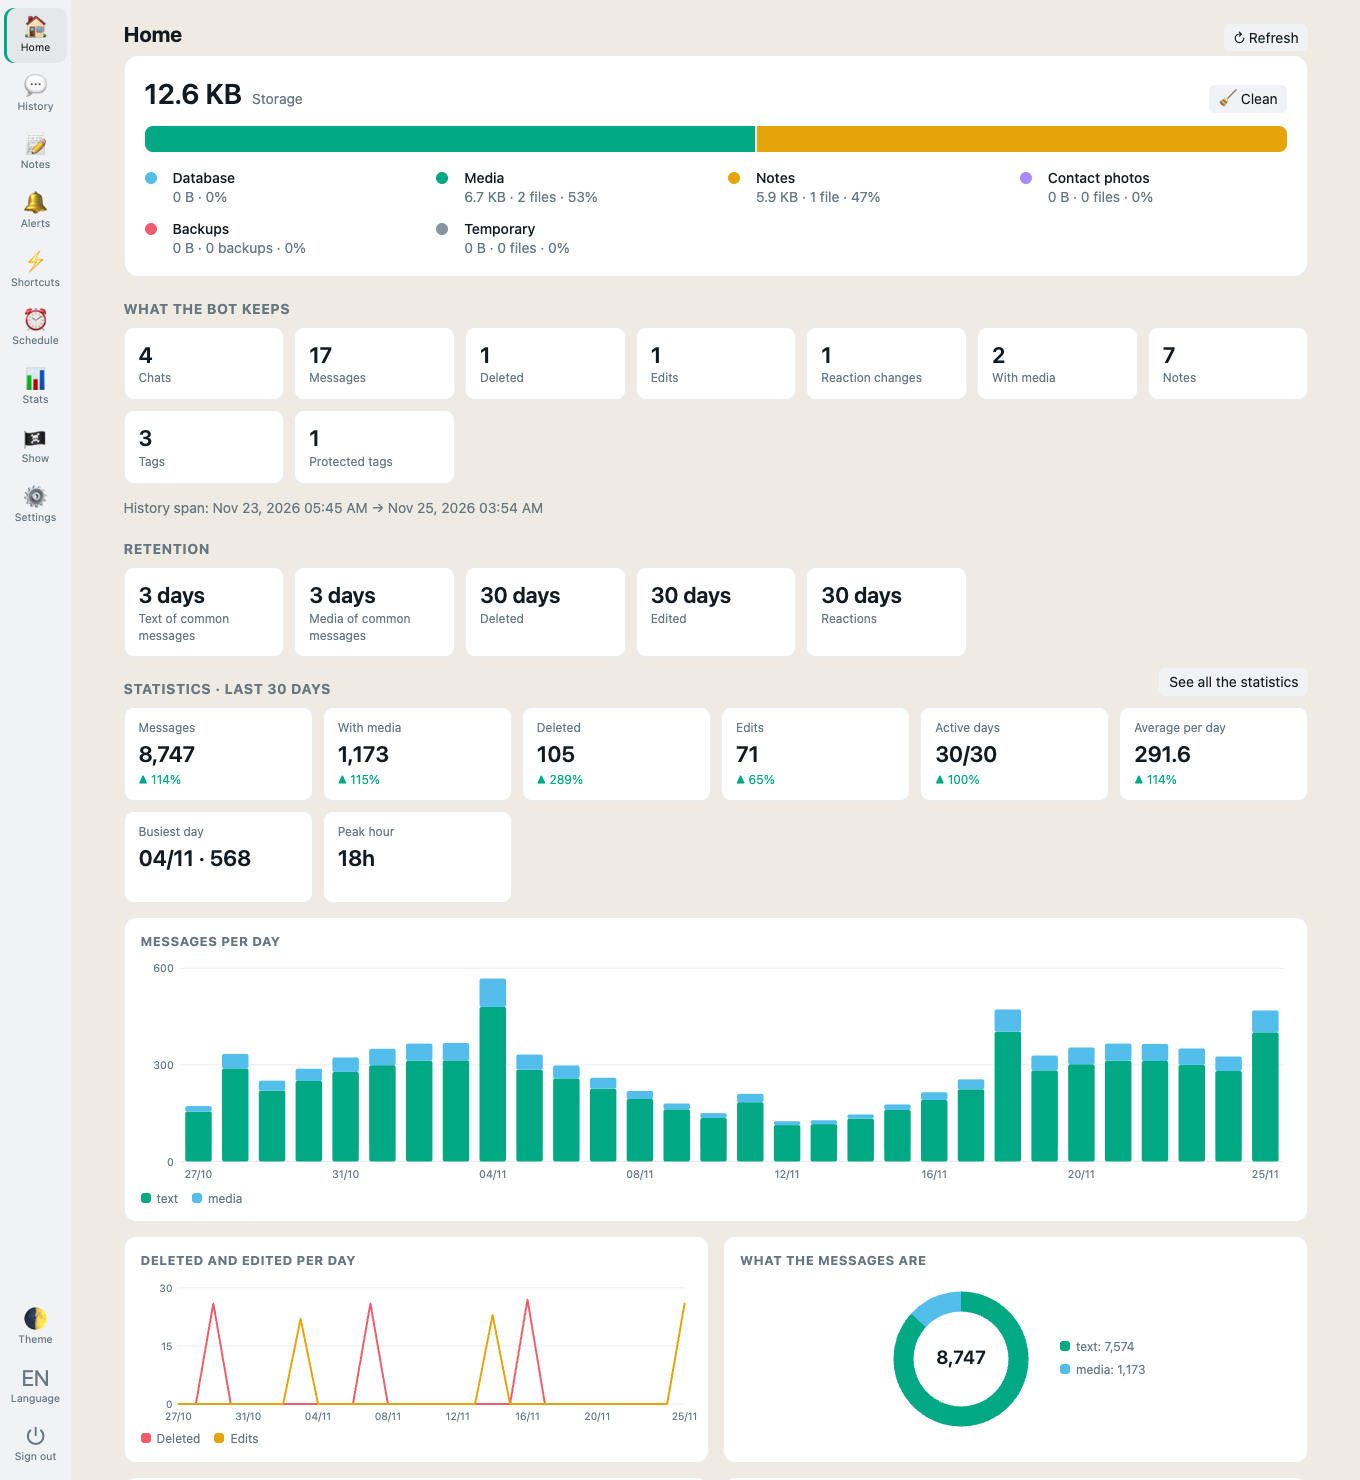 Home
History
Notes
Alerts
Shortcuts
Schedule
Stats
Show
Settings
Theme
EN
Language
Sign out
Home
Refresh
12.6 KB Storage
Clean
Database
0 B · 0%
Media
6.7 KB · 2 files · 53%
Notes
5.9 KB · 1 file · 47%
Contact photos
0 B · 0 files · 0%
Backups
0 B · 0 backups · 0%
Temporary
0 B · 0 files · 0%
WHAT THE BOT KEEPS
4
Chats
17
Messages
1
Deleted
1
Edits
1
Reaction changes
2
With media
7
Notes
3
Tags
1
Protected tags
History span: Nov 23, 2026 05:45 AM → Nov 25, 2026 03:54 AM
RETENTION
3 days
Text of common
messages
3 days
Media of common
messages
30 days
Deleted
30 days
Edited
30 days
Reactions
STATISTICS · LAST 30 DAYS
See all the statistics
Messages
8,747
▲ 114%
With media
1,173
▲ 115%
Deleted
105
▲ 289%
Edits
71
▲ 65%
Active days
30/30
▲ 100%
Average per day
291.6
▲ 114%
Busiest day
04/11 · 568
Peak hour
18h
MESSAGES PER DAY
600
300
0
27/10 31/10 04/11 08/11 12/11 16/11 20/11 25/11
text media
DELETED AND EDITED PER DAY
30
15
0
27/10 31/10 04/11 08/11 12/11 16/11 20/11 25/11
Deleted Edits
WHAT THE MESSAGES ARE
8,747
text: 7,574
media: 1,173